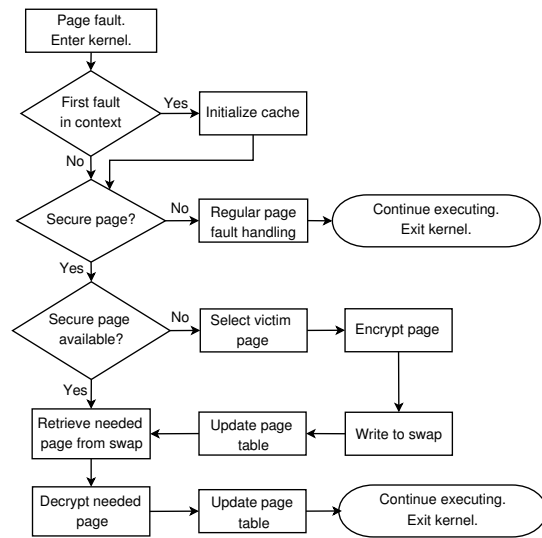 Page fault.
Enter kernel.
First fault
in context
Yes
Initialize cache
No
Secure page?
No
Regular page
fault handling
Continue executing.
Exit kernel.
Yes
Secure page
available?
No
Select victim
page
Encrypt page
Yes
Retrieve needed
page from swap
Update page
table
Write to swap
Decrypt needed
page
Update page
table
Continue executing.
Exit kernel.